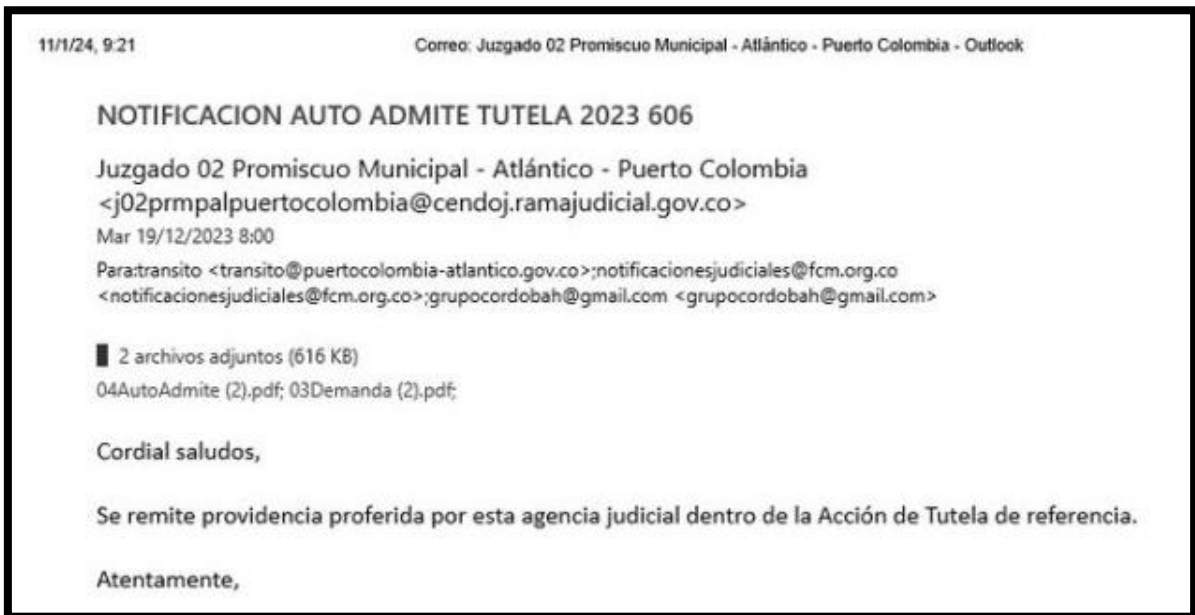 11/1/24, 9:21 Correo: Juzgado 02 Promiscuo Municipal - Atlántico - Puerto Colombia - Outlook
NOTIFICACION AUTO ADMITE TUTELA 2023 606
Juzgado 02 Promiscuo Municipal - Atlántico - Puerto Colombia
<j02prmpalpuertocolombia@cendoj.ramajudicial.gov.co>
Mar 19/12/2023 8:00
Para:transito <transito@puertocolombia-atlantico.gov.co>;notificacionesjudiciales@fcm.org.co
<notificacionesjudiciales@fcm.org.co>;grupocordobah@gmail.com <grupocordobah@gmail.com>
2 archivos adjuntos (616 KB)
04AutoAdmite (2).pdf; 03Demanda (2).pdf;
Cordial saludos,
Se remite providencia proferida por esta agencia judicial dentro de la Acción de Tutela de referencia.
Atentamente,